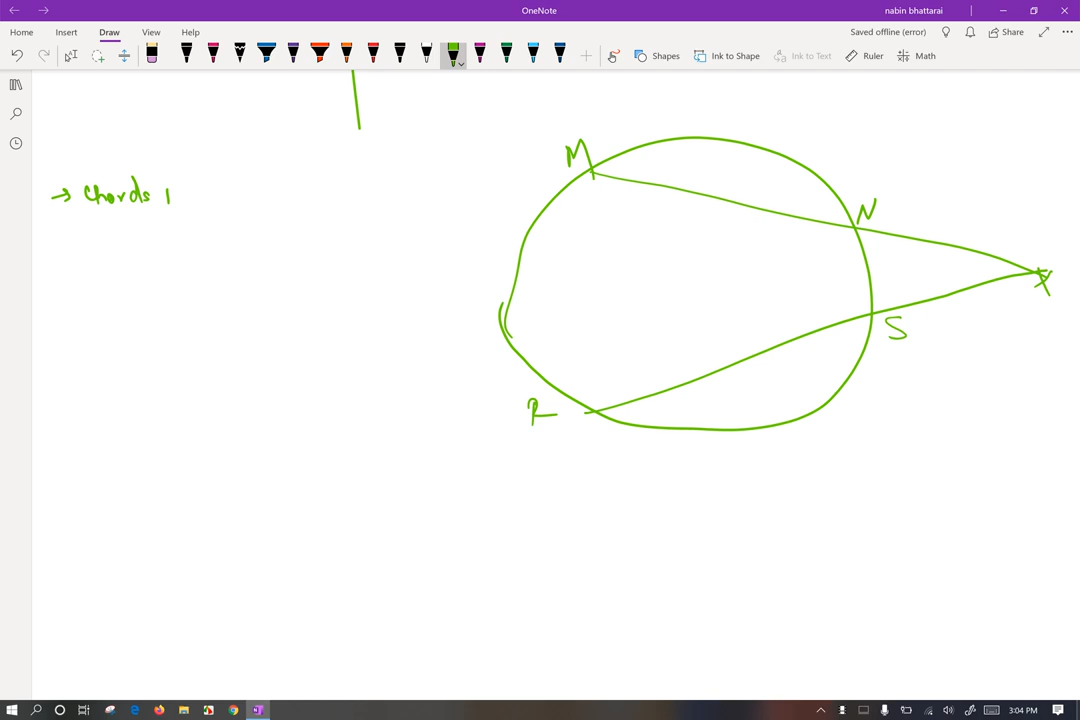 OneNote
nabin bhattarai
Home Insert Draw View Help
Saved offline (error)
Share
Shapes
Ink to Shape
Ink to Text
Ruler
Math
M
→ Chords
N
X
S
R
3:04 PM